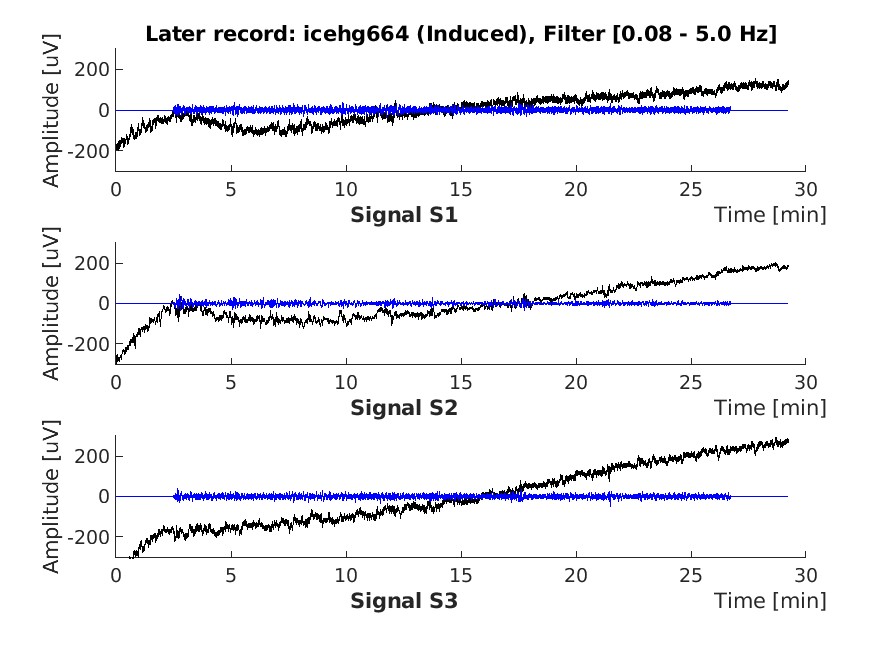 Later record: icehg664 (Induced), Filter [0.08 - 5.0 Hz]
Amplitude [uV]
200
0
-200
0 5 10 15 20 25 30
Signal S1 Time [min]
Amplitude [uV]
200
0
-200
0 5 10 15 20 25 30
Signal S2 Time [min]
Amplitude [uV]
200
0
-200
0 5 10 15 20 25 30
Signal S3 Time [min]